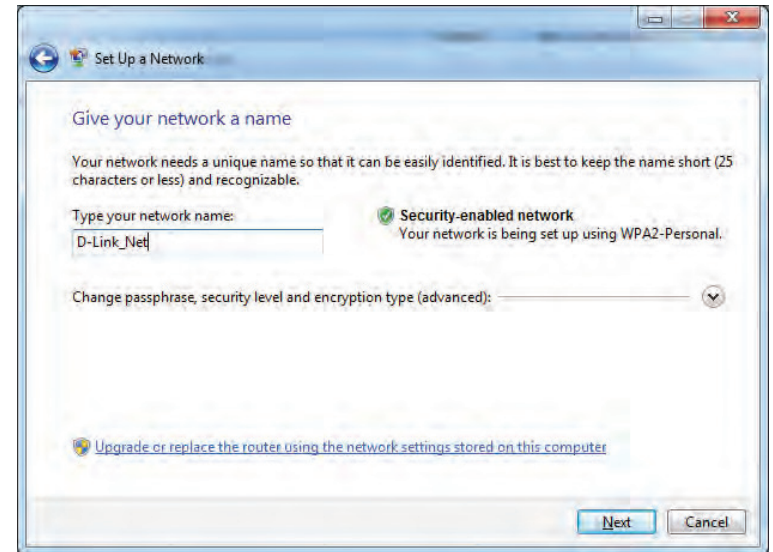 Set Up a Network
Give your network a name
Your network needs a unique name so that it can be easily identified. It is best to keep the name short (25
characters or less) and recognizable.
Type your network name:
D-Link_Net
Security-enabled network
Your network is being set up using WPA2-Personal.
Change passphrase, security level and encryption type (advanced):
Upgrade or replace the router using the network settings stored on this computer
Next
Cancel